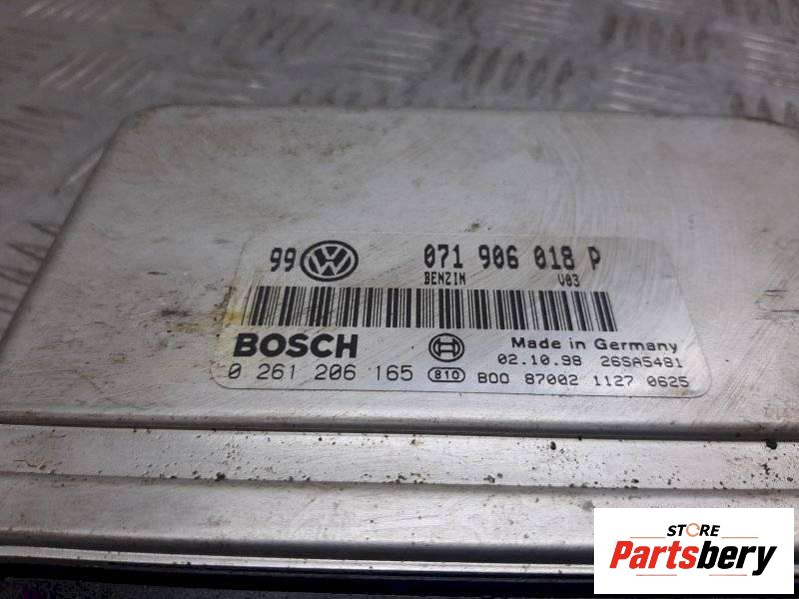 99 VW 071 906 018 P
BENZIN V03
BOSCH Made in Germany
02.10.98 26SA5481
0 261 206 165 810 B00 87002 1127 0625
STORE
Partsbery